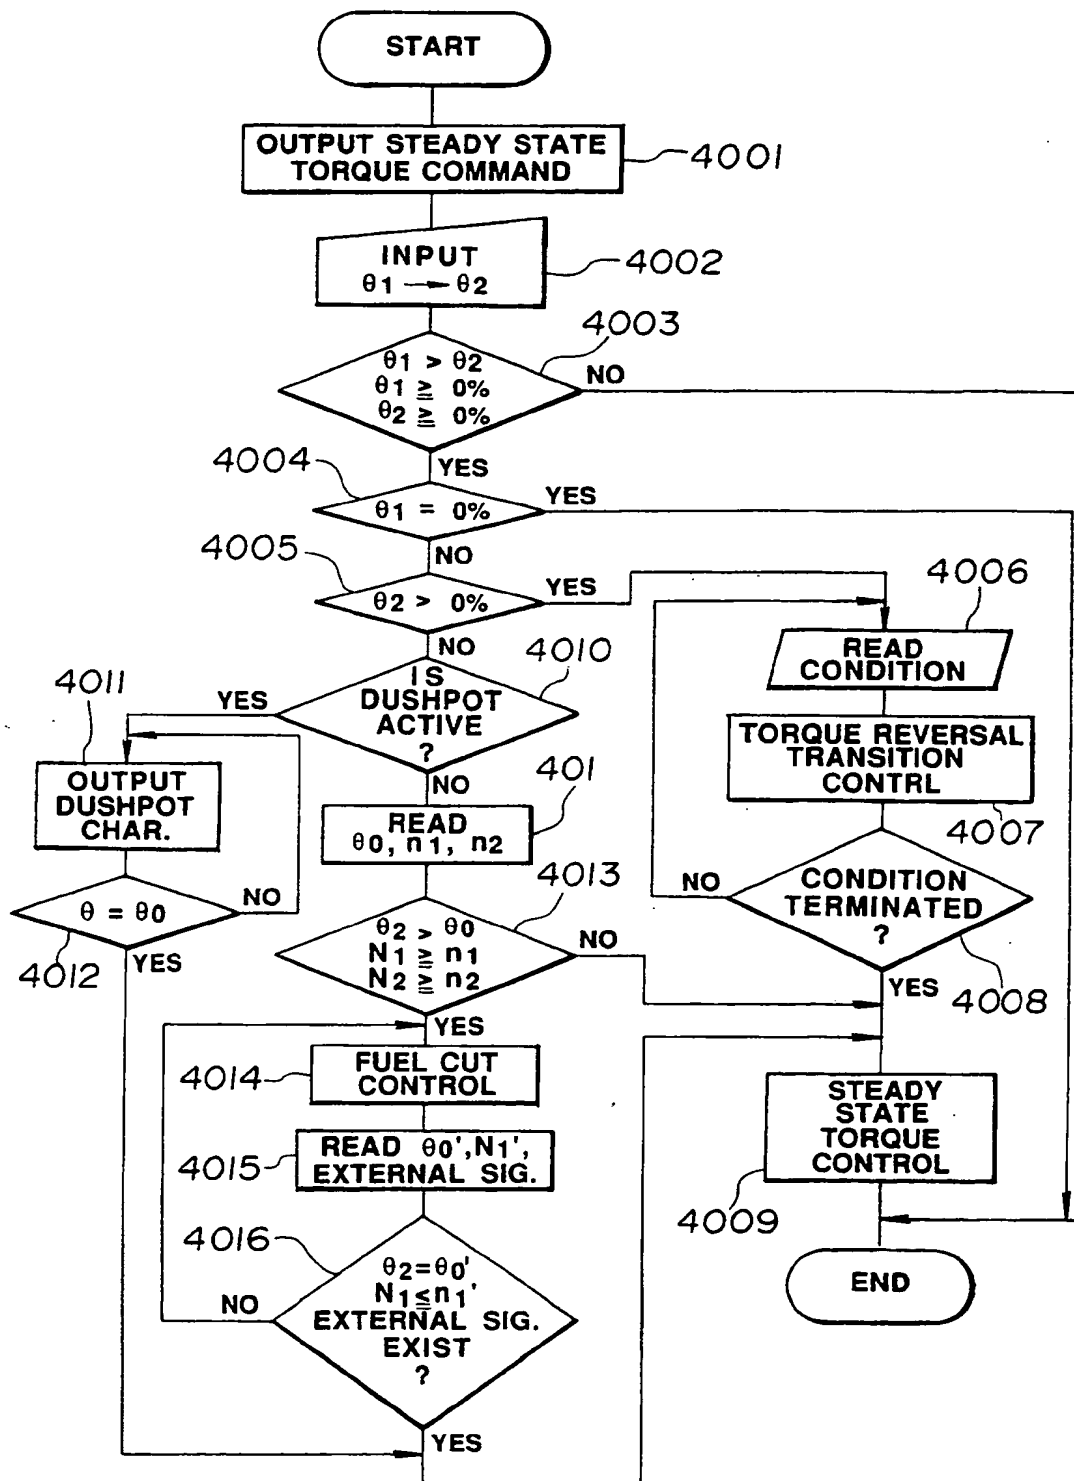 START
OUTPUT STEADY STATE
TORQUE COMMAND
4001
INPUT
θ1 → θ2
4002
4003
θ1 > θ2
θ1 ≧ 0%
θ2 ≧ 0%
NO
YES
4004
θ1 = 0%
YES
NO
4005
θ2 > 0%
YES
NO
4006
READ
CONDITION
4010
IS
DUSHPOT
ACTIVE
?
YES
NO
4011
OUTPUT
DUSHPOT
CHAR.
TORQUE REVERSAL
TRANSITION
CONTRL
4007
401
READ
θ0, n1, n2
4013
θ = θ0
NO
YES
4012
θ2 > θ0
N1 ≧ n1
N2 ≧ n2
NO
YES
CONDITION
TERMINATED
?
NO
YES
4008
4014
FUEL CUT
CONTROL
4015
READ θ0',N1',
EXTERNAL SIG.
STEADY
STATE
TORQUE
CONTROL
4009
4016
θ2=θ0'
N1≦n1'
EXTERNAL SIG.
EXIST
?
NO
YES
END